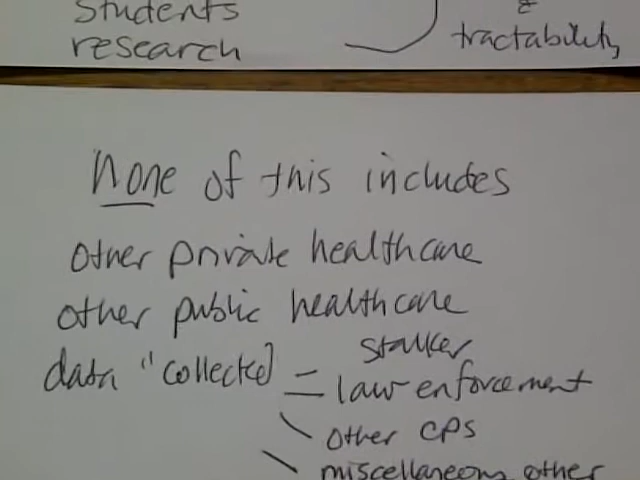 students
research
&
tractability
None of this includes
other private healthcare
other public healthcare
data "collected
stalker
law enforcement
other CPS
miscellaneous other